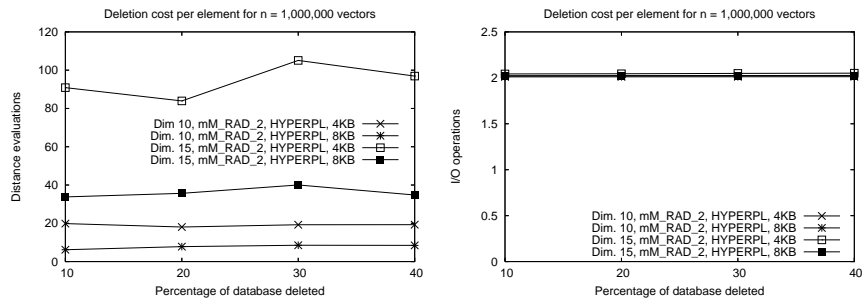 Deletion cost per element for n = 1,000,000 vectors
120
100
80
60
40
20
0
Distance evaluations
Dim 10, mM_RAD_2, HYPERPL, 4KB
Dim. 10, mM_RAD_2, HYPERPL, 8KB
Dim. 15, mM_RAD_2, HYPERPL, 4KB
Dim. 15, mM_RAD_2, HYPERPL, 8KB
10 20 30 40
Percentage of database deleted
Deletion cost per element for n = 1,000,000 vectors
2.5
2
1.5
1
0.5
0
I/O operations
Dim. 10, mM_RAD_2, HYPERPL, 4KB
Dim. 10, mM_RAD_2, HYPERPL, 8KB
Dim. 15, mM_RAD_2, HYPERPL, 4KB
Dim. 15, mM_RAD_2, HYPERPL, 8KB
10 20 30 40
Percentage of database deleted